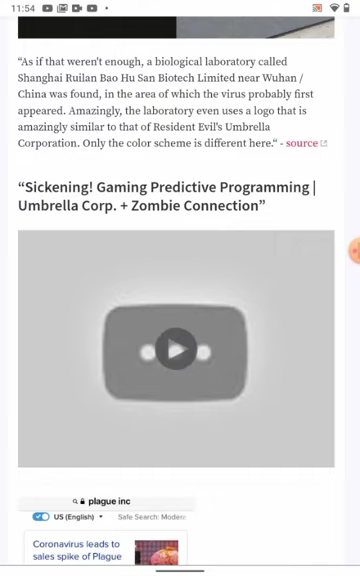 11:54
“As if that weren't enough, a biological laboratory called
Shanghai Ruilan Bao Hu San Biotech Limited near Wuhan /
China was found, in the area of which the virus probably first
appeared. Amazingly, the laboratory even uses a logo that is
amazingly similar to that of Resident Evil's Umbrella
Corporation. Only the color scheme is different here.“ - source
“Sickening! Gaming Predictive Programming |
Umbrella Corp. + Zombie Connection”
plague inc
US (English) Safe Search: Modera
Coronavirus leads to
sales spike of Plague